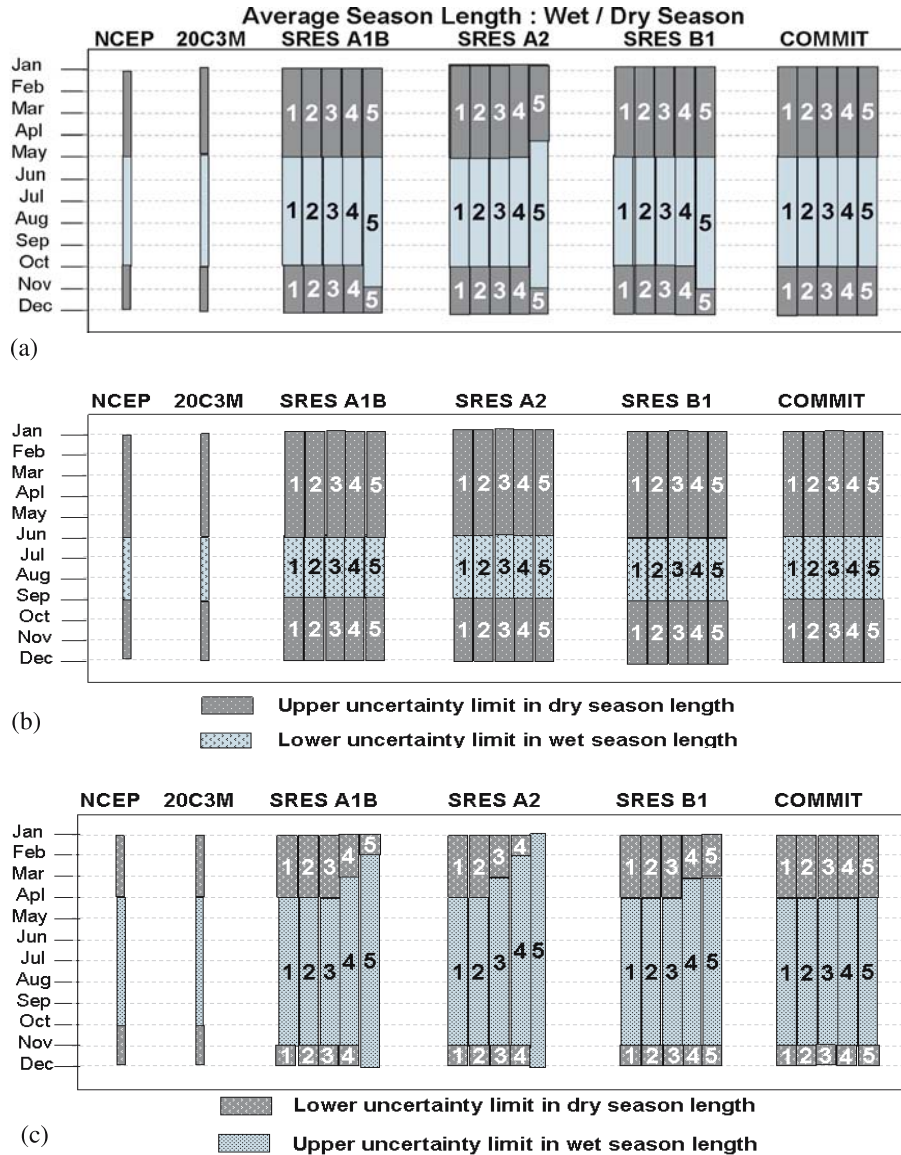 Average Season Length : Wet / Dry Season
NCEP 20C3M SRES A1B SRES A2 SRES B1 COMMIT
Jan
Feb
Mar
Apl
May
Jun
Jul
Aug
Sep
Oct
Nov
Dec
1 2 3 4 5 1 2 3 4 5 1 2 3 4 5 1 2 3 4 5
1 2 3 4 5 1 2 3 4 5 1 2 3 4 5 1 2 3 4 5
1 2 3 4 5 1 2 3 4 5 1 2 3 4 5 1 2 3 4 5
(a)
NCEP 20C3M SRES A1B SRES A2 SRES B1 COMMIT
Jan
Feb
Mar
Apl
May
Jun
Jul
Aug
Sep
Oct
Nov
Dec
1 2 3 4 5 1 2 3 4 5 1 2 3 4 5 1 2 3 4 5
1 2 3 4 5 1 2 3 4 5 1 2 3 4 5 1 2 3 4 5
1 2 3 4 5 1 2 3 4 5 1 2 3 4 5 1 2 3 4 5
(b)
Upper uncertainty limit in dry season length
Lower uncertainty limit in wet season length
NCEP 20C3M SRES A1B SRES A2 SRES B1 COMMIT
Jan
Feb
Mar
Apl
May
Jun
Jul
Aug
Sep
Oct
Nov
Dec
1 2 3 4 5 1 2 3 4 1 2 3 4 5 1 2 3 4 5
1 2 3 4 5 1 2 3 4 5 1 2 3 4 5 1 2 3 4 5
1 2 3 4 1 2 3 4 1 2 3 4 5 1 2 3 4 5
(c)
Lower uncertainty limit in dry season length
Upper uncertainty limit in wet season length